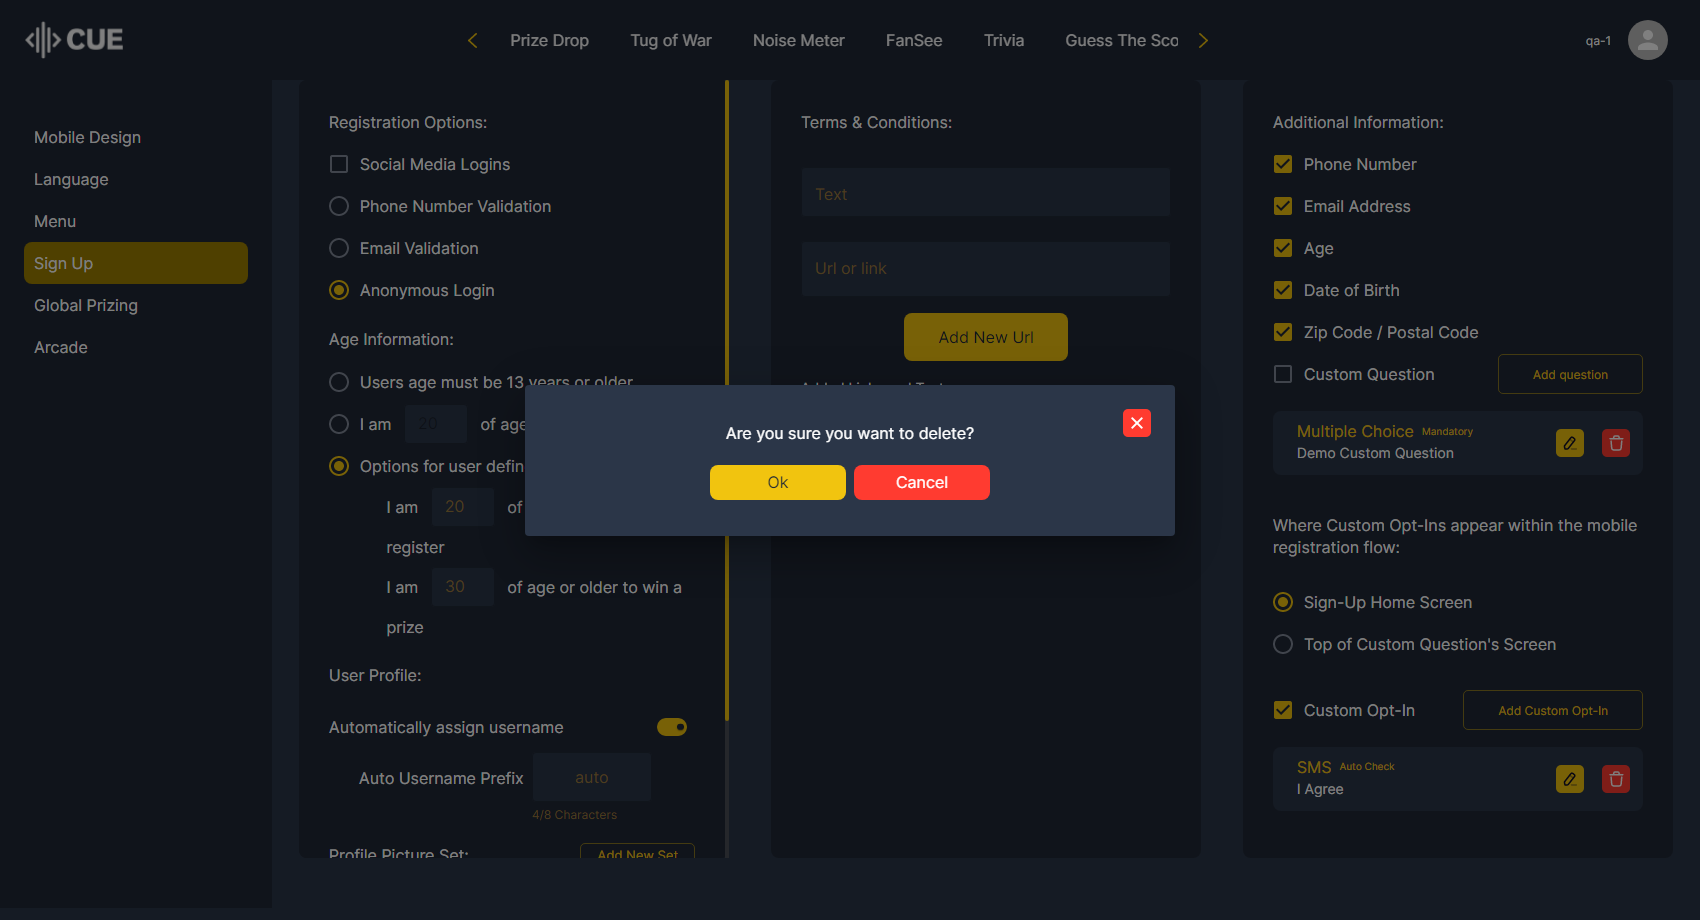 CUE
Prize Drop
Tug of War
Noise Meter
FanSee
Trivia
Guess The Sco
qa-1
Mobile Design
Language
Menu
Sign Up
Global Prizing
Arcade
Registration Options:
Social Media Logins
Phone Number Validation
Email Validation
Anonymous Login
Age Information:
Users age must be 13 years or older
I am 20 of age
Options for user defin
I am 20 of
register
I am 30 of age or older to win a
prize
User Profile:
Automatically assign username
Auto Username Prefix auto
4/8 Characters
Profile Picture Set:
Add New Set
Terms & Conditions:
Text
Url or link
Add New Url
Are you sure you want to delete?
Ok
Cancel
Additional Information:
Phone Number
Email Address
Age
Date of Birth
Zip Code / Postal Code
Custom Question
Add question
Multiple Choice Mandatory
Demo Custom Question
Where Custom Opt-Ins appear within the mobile
registration flow:
Sign-Up Home Screen
Top of Custom Question's Screen
Custom Opt-In
Add Custom Opt-In
SMS Auto Check
I Agree